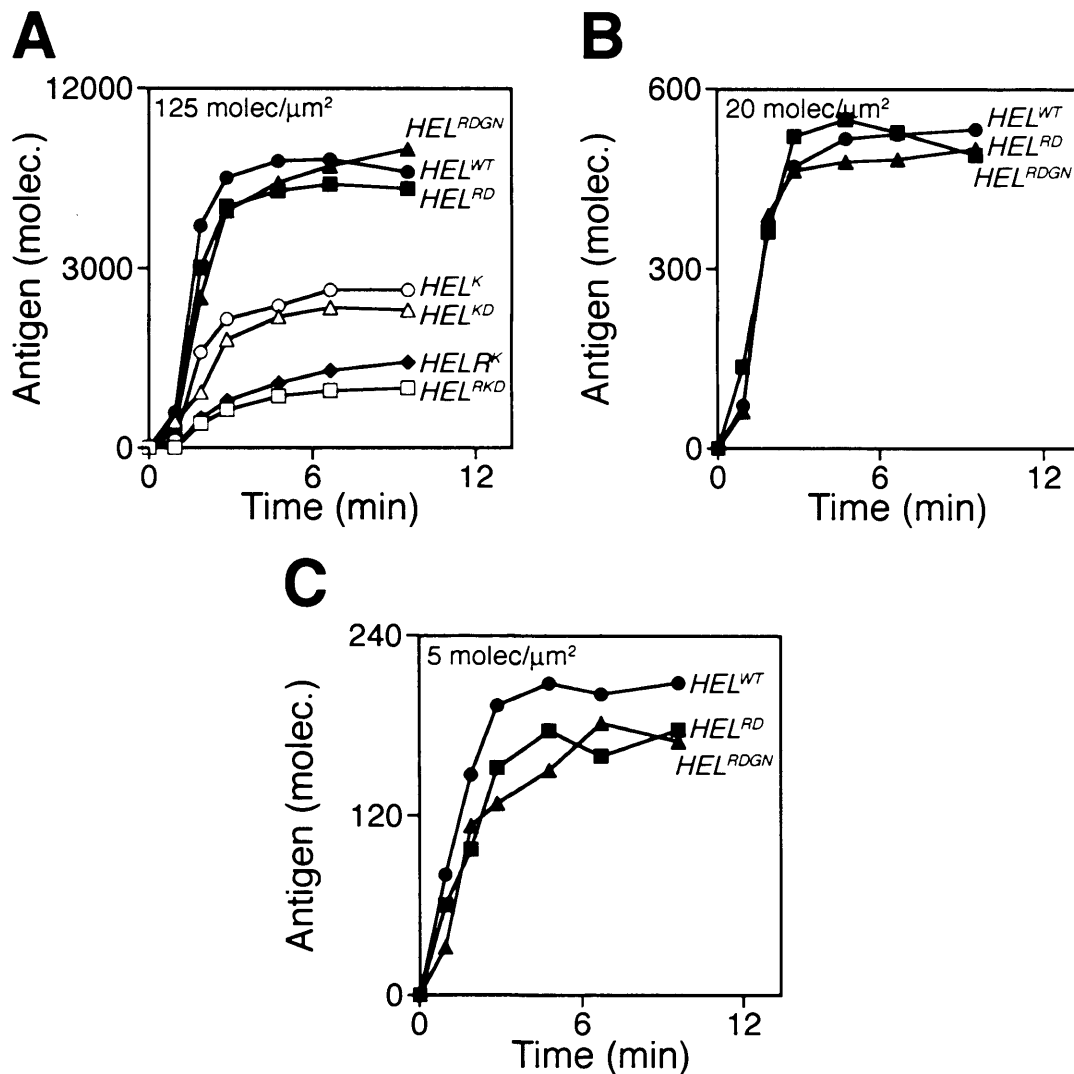 A
12000
125 molec/μm²
HEL^RDGN
HEL^WT
HEL^RD
3000
HEL^K
HEL^KD
HELR^K
HEL^RKD
0
0 6 12
Time (min)
Antigen (molec.)
B
600
20 molec/μm²
HEL^WT
HEL^RD
HEL^RDGN
300
0
0 6 12
Time (min)
Antigen (molec.)
C
240
5 molec/μm²
HEL^WT
HEL^RD
HEL^RDGN
120
0
0 6 12
Time (min)
Antigen (molec.)